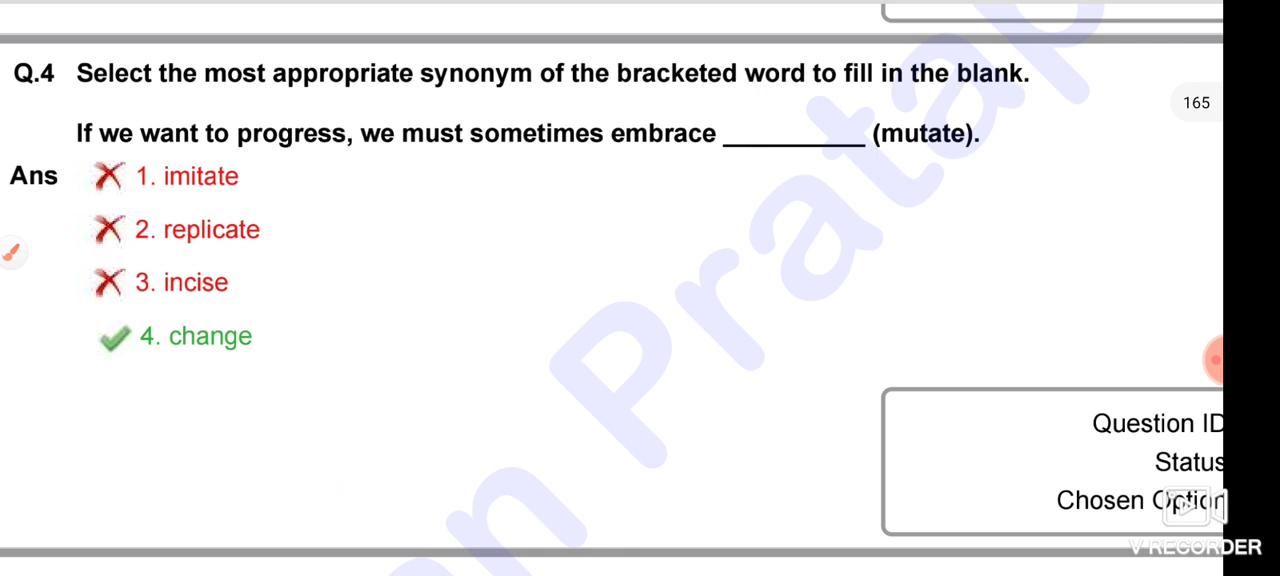 Q.4 Select the most appropriate synonym of the bracketed word to fill in the blank.
165
If we want to progress, we must sometimes embrace __________ (mutate).
Ans 1. imitate
2. replicate
3. incise
4. change
Question ID
Status
Chosen Option
V RECORDER
n Pratap